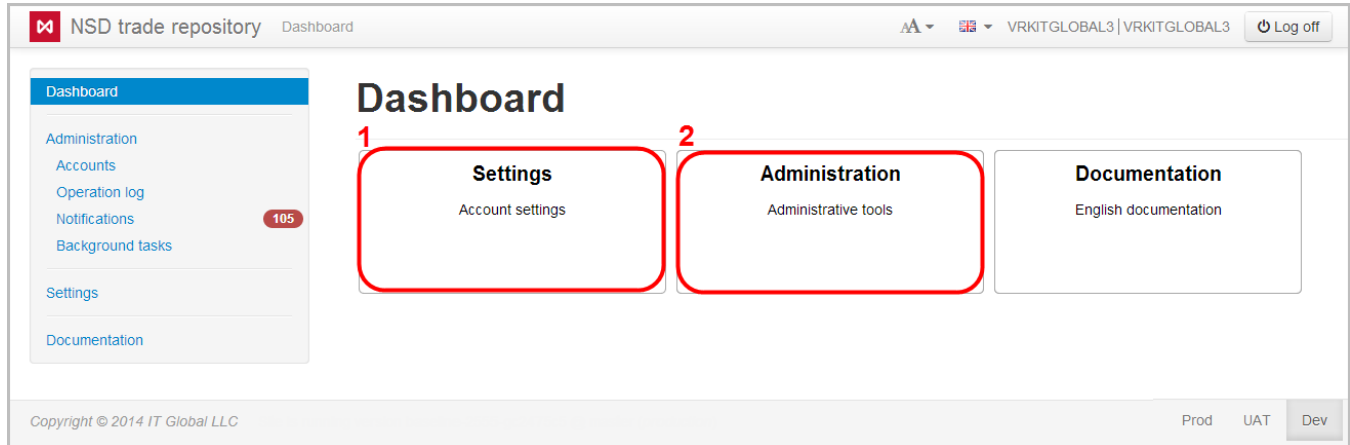 NSD trade repository Dashboard AA VRKITGLOBAL3 | VRKITGLOBAL3 Log off
Dashboard
Administration
Accounts
Operation log
Notifications 105
Background tasks
Settings
Documentation
Dashboard
1
Settings
Account settings
2
Administration
Administrative tools
Documentation
English documentation
Copyright © 2014 IT Global LLC
Prod UAT Dev